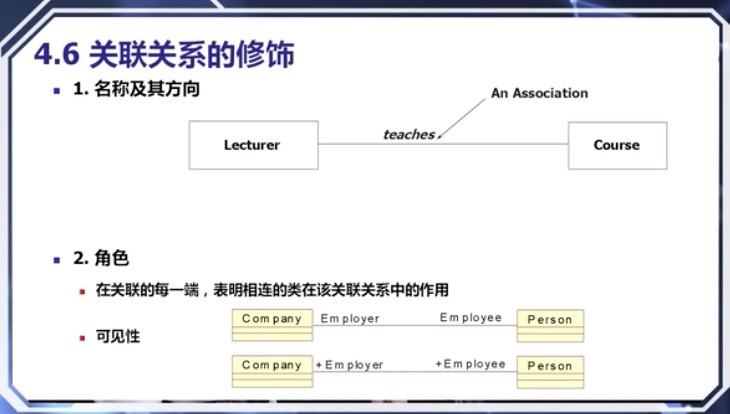 4.6 关联关系的修饰
1. 名称及其方向
An Association
Lecturer
teaches
Course
2. 角色
在关联的每一端，表明相连的类在该关联关系中的作用
Company Employer Employee Person
可见性
Company +Employer +Employee Person